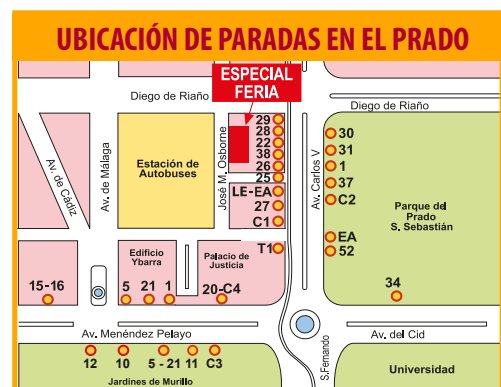 UBICACIÓN DE PARADAS EN EL PRADO
ESPECIAL
FERIA
Diego de Riaño
Diego de Riaño
29
28
22
38
26
25
LE-EA
27
C1
T1
30
31
1
37
C2
EA
52
34
Av. de Cádiz
Av. de Málaga
Estación de
Autobuses
José M. Osborne
Av. Carlos V
Parque del
Prado
S. Sebastián
Edificio
Ybarra
Palacio de
Justicia
15-16
5
21
1
20-C4
Av. Menéndez Pelayo
Av. del Cid
S.Fernando
12
10
5 - 21
11
C3
Jardines de Murillo
Universidad